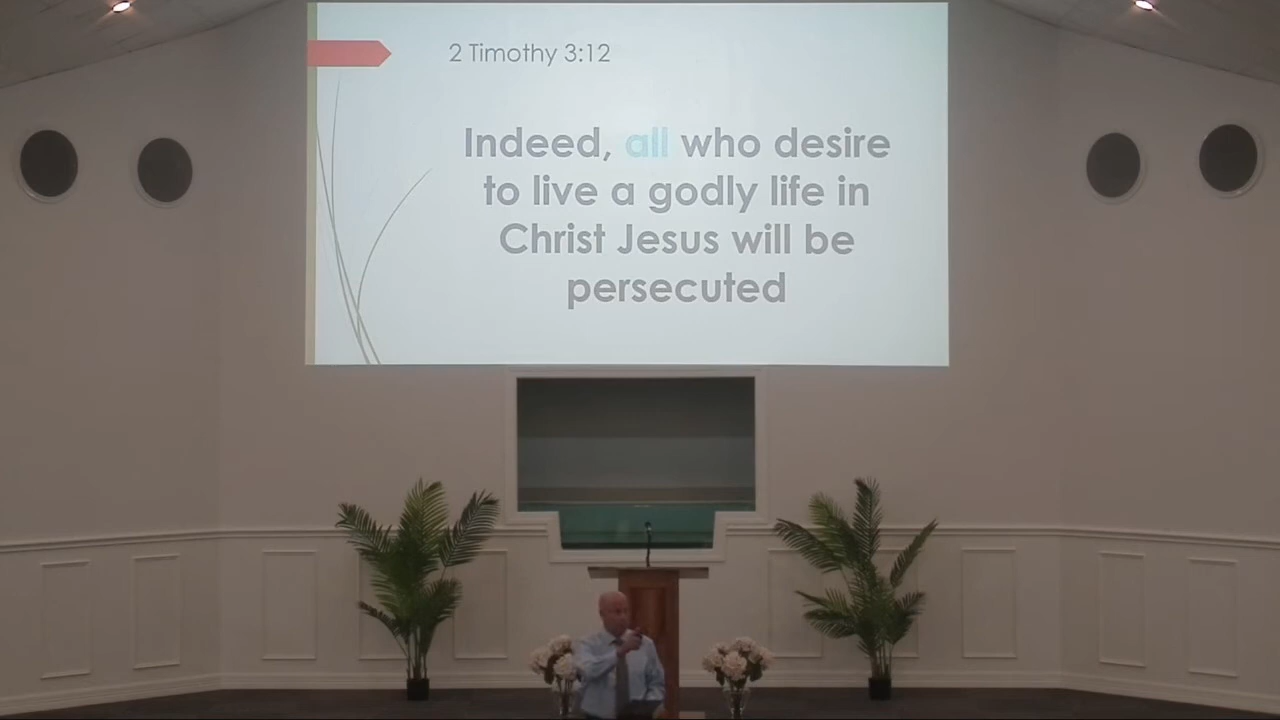 2 Timothy 3:12
Indeed, all who desire
to live a godly life in
Christ Jesus will be
persecuted